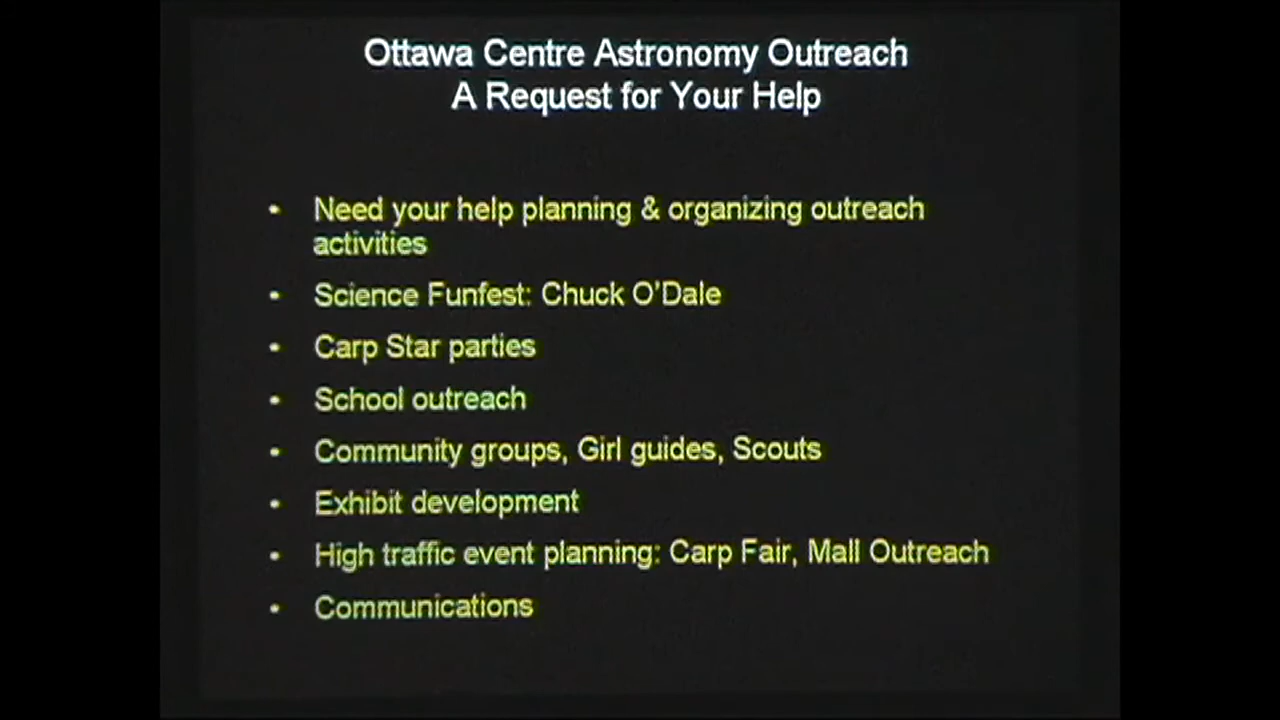 Ottawa Centre Astronomy Outreach
A Request for Your Help
• Need your help planning & organizing outreach
activities
• Science Funfest: Chuck O'Dale
• Carp Star parties
• School outreach
• Community groups, Girl guides, Scouts
• Exhibit development
• High traffic event planning: Carp Fair, Mall Outreach
• Communications